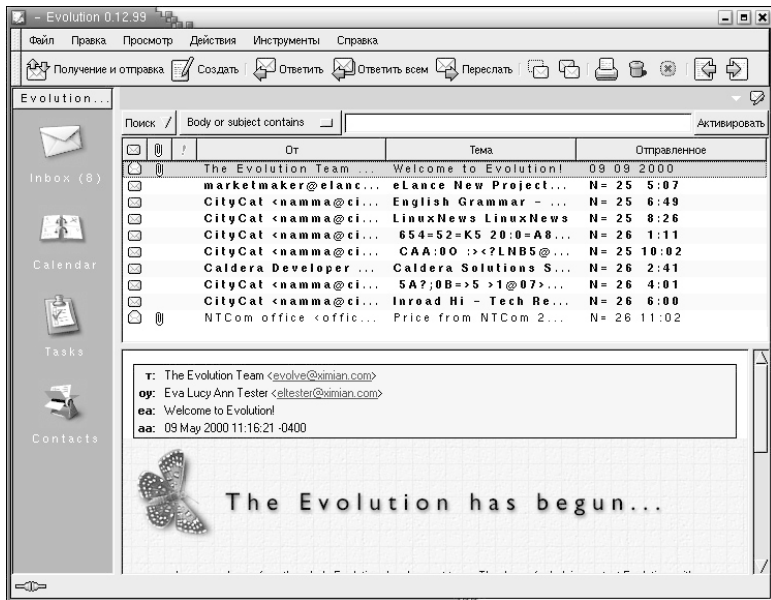 – Evolution 0.12.99
Файл Правка Просмотр Действия Инструменты Справка
Получение и отправка Создать Ответить Ответить всем Переслать
Evolution...
Поиск Body or subject contains Активировать
! От Тема Отправленное
The Evolution Team ... Welcome to Evolution! 09 09 2000
marketmaker@elanc... eLance New Project... N= 25 5:07
CityCat <namma@ci... English Grammar – ... N= 25 6:49
CityCat <namma@ci... LinuxNews LinuxNews N= 25 8:26
CityCat <namma@ci... 654=52=K5 20:0=A8... N= 26 1:11
CityCat <namma@ci... CAA:0O :><?LNB5@... N= 25 10:02
Caldera Developer ... Caldera Solutions S... N= 26 2:41
CityCat <namma@ci... 5A?;0B=>5 >1@07>... N= 26 4:01
CityCat <namma@ci... Inroad Hi – Tech Re... N= 26 6:00
NTCom office <offic... Price from NTCom 2... N= 26 11:02
Inbox (8)
Calendar
Tasks
Contacts
т: The Evolution Team <evolve@ximian.com>
оу: Eva Lucy Ann Tester <eltester@ximian.com>
еа: Welcome to Evolution!
аа: 09 May 2000 11:16:21 -0400
The Evolution has begun...